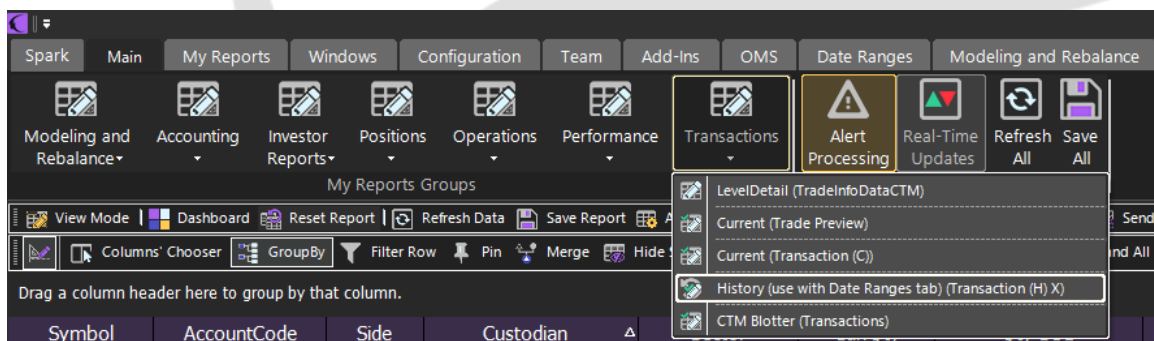 Spark Main My Reports Windows Configuration Team Add-Ins OMS Date Ranges Modeling and Rebalance
Modeling and Rebalance
Accounting
Investor Reports
Positions
Operations
Performance
Transactions
Alert Processing
Real-Time Updates
Refresh All
Save All
My Reports Groups
LevelDetail (TradeInfoDataCTM)
Current (Trade Preview)
Current (Transaction (C))
History (use with Date Ranges tab) (Transaction (H) X)
CTM Blotter (Transactions)
View Mode Dashboard Reset Report Refresh Data Save Report Send
Columns' Chooser GroupBy Filter Row Pin Merge Hide All
Drag a column header here to group by that column.
Symbol AccountCode Side Custodian